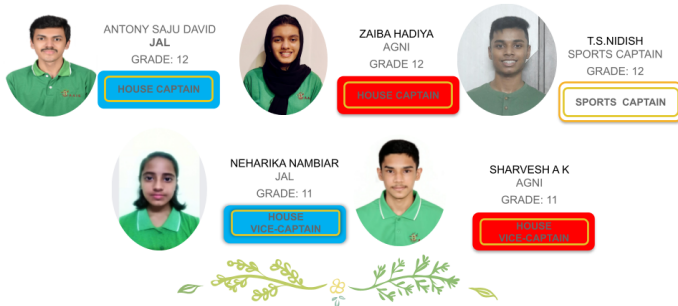 ANTONY SAJU DAVID
JAL
GRADE: 12
HOUSE CAPTAIN
ZAIBA HADIYA
AGNI
GRADE 12
HOUSE CAPTAIN
T.S.NIDISH
SPORTS CAPTAIN
GRADE: 12
SPORTS CAPTAIN
NEHARIKA NAMBIAR
JAL
GRADE: 11
HOUSE
VICE-CAPTAIN
SHARVESH A K
AGNI
GRADE: 11
HOUSE
VICE-CAPTAIN